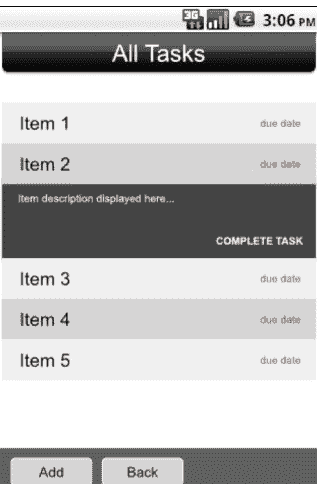 3G 3:06 PM
All Tasks
Item 1 due date
Item 2 due date
Item description displayed here...
COMPLETE TASK
Item 3 due date
Item 4 due date
Item 5 due date
Add Back